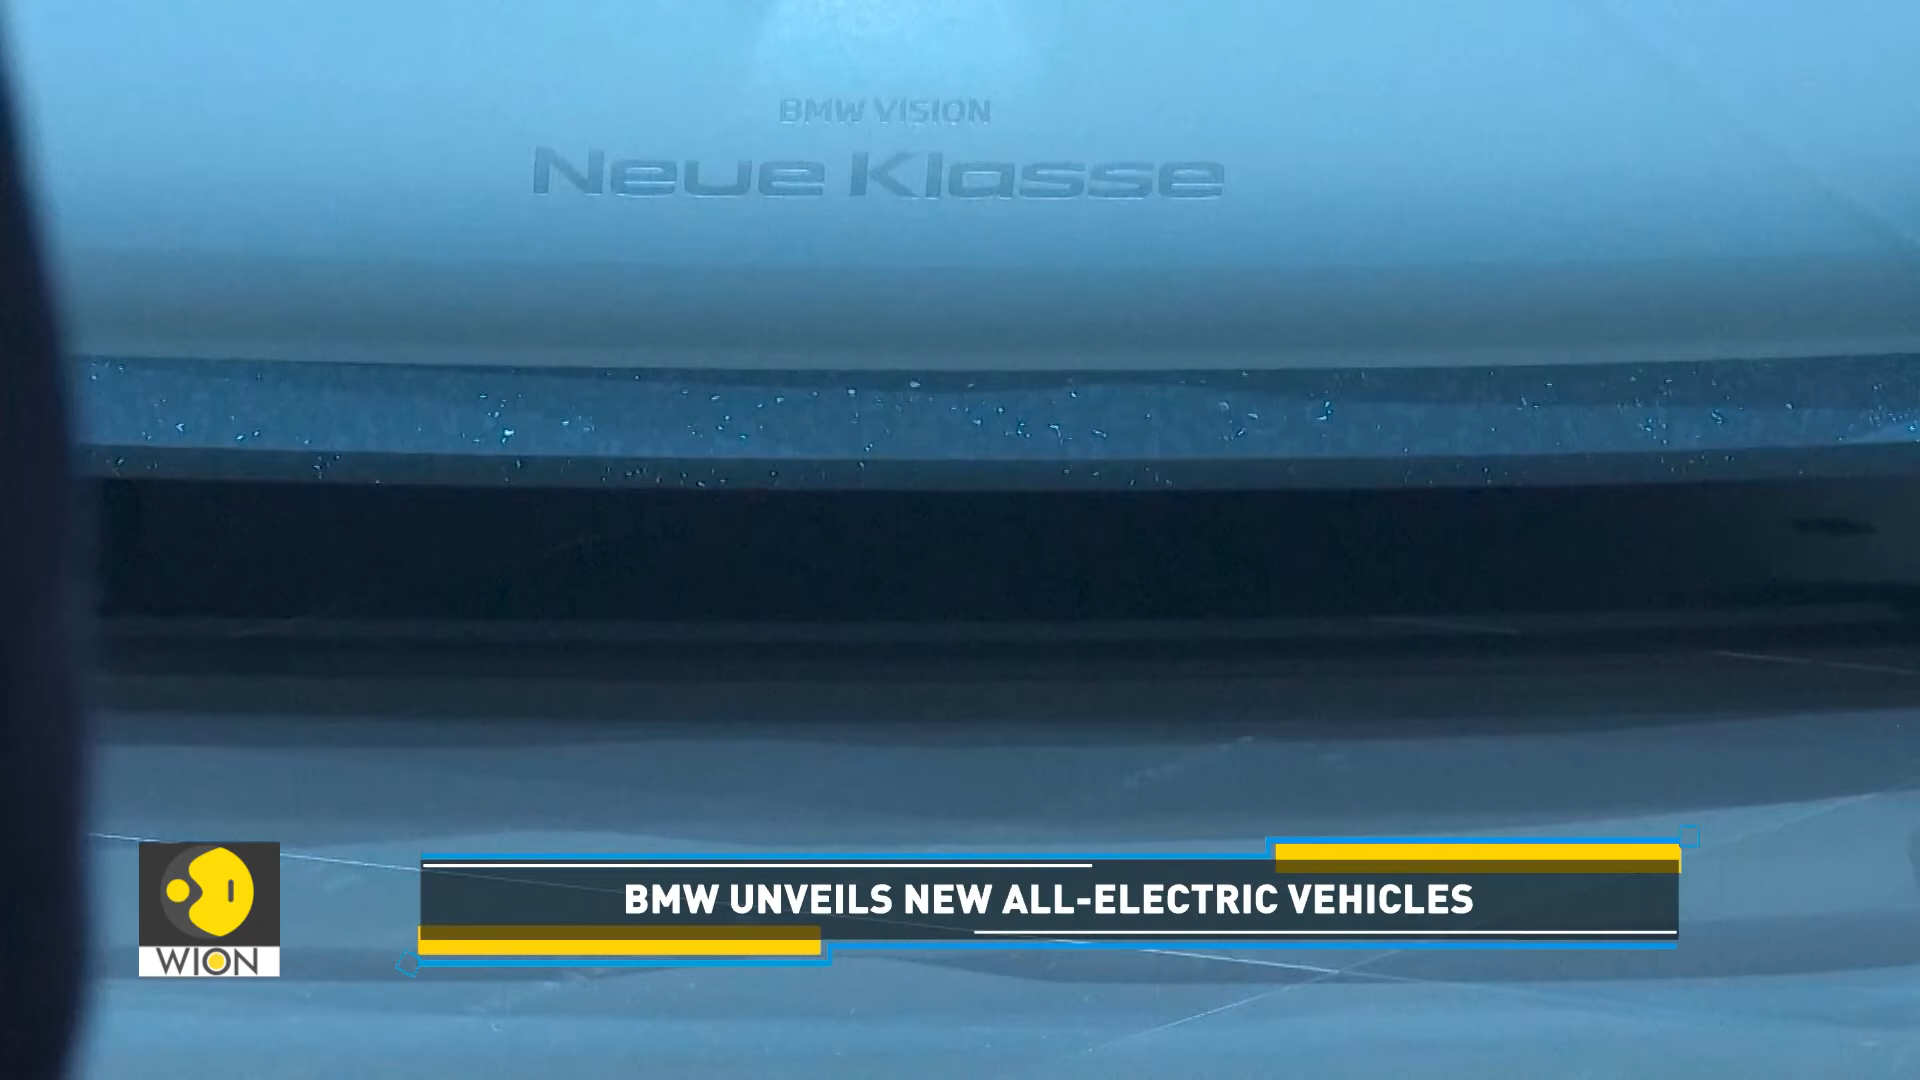 BMW VISION
Neue Klasse
BMW UNVEILS NEW ALL-ELECTRIC VEHICLES
WION